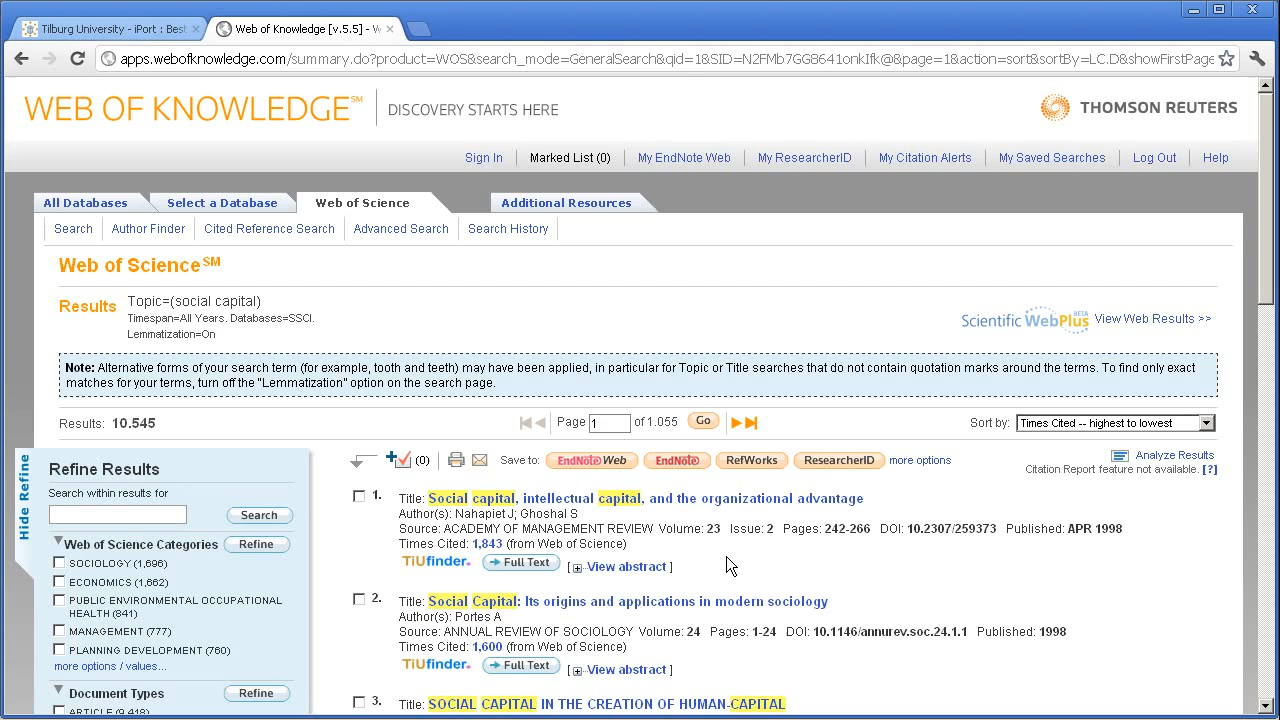 Tilburg University - iPort : Best
Web of Knowledge [v.5.5] - W
apps.webofknowledge.com/summary.do?product=WOS&search_mode=GeneralSearch&qid=1&SID=N2FMb7GG8641onkIfk@&page=1&action=sort&sortBy=LC.D&showFirstPage
WEB OF KNOWLEDGE SM
DISCOVERY STARTS HERE
THOMSON REUTERS
Sign In
Marked List (0)
My EndNote Web
My ResearcherID
My Citation Alerts
My Saved Searches
Log Out
Help
All Databases
Select a Database
Web of Science
Additional Resources
Search
Author Finder
Cited Reference Search
Advanced Search
Search History
Web of Science SM
Results Topic=(social capital)
Timespan=All Years. Databases=SSCI.
Lemmatization=On
Scientific WebPlus BETA View Web Results >>
Note: Alternative forms of your search term (for example, tooth and teeth) may have been applied, in particular for Topic or Title searches that do not contain quotation marks around the terms. To find only exact
matches for your terms, turn off the "Lemmatization" option on the search page.
Results: 10.545
Page 1 of 1.055 Go
Sort by: Times Cited -- highest to lowest
Hide Refine
Refine Results
Search within results for
Search
Web of Science Categories Refine
SOCIOLOGY (1,696)
ECONOMICS (1,662)
PUBLIC ENVIRONMENTAL OCCUPATIONAL
HEALTH (841)
MANAGEMENT (777)
PLANNING DEVELOPMENT (760)
more options / values...
Document Types Refine
ARTICLE (9,418)
(0) Save to: EndNote Web EndNote RefWorks ResearcherID more options
Analyze Results
Citation Report feature not available. [?]
1. Title: Social capital, intellectual capital, and the organizational advantage
Author(s): Nahapiet J; Ghoshal S
Source: ACADEMY OF MANAGEMENT REVIEW Volume: 23 Issue: 2 Pages: 242-266 DOI: 10.2307/259373 Published: APR 1998
Times Cited: 1,843 (from Web of Science)
TiUfinder. Full Text [ View abstract ]
2. Title: Social Capital: Its origins and applications in modern sociology
Author(s): Portes A
Source: ANNUAL REVIEW OF SOCIOLOGY Volume: 24 Pages: 1-24 DOI: 10.1146/annurev.soc.24.1.1 Published: 1998
Times Cited: 1,600 (from Web of Science)
TiUfinder. Full Text [ View abstract ]
3. Title: SOCIAL CAPITAL IN THE CREATION OF HUMAN-CAPITAL